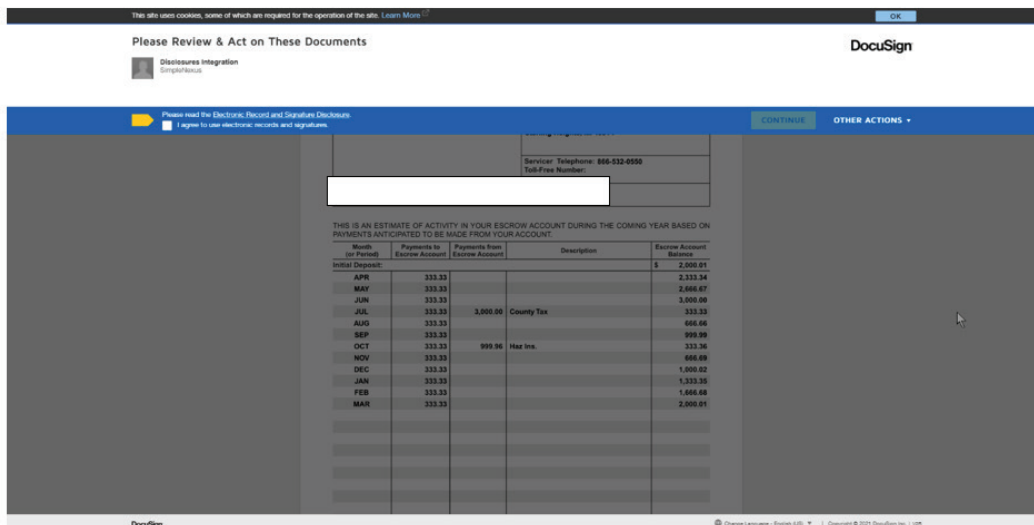 This site uses cookies, some of which are required for the operation of the site. Learn More
OK
Please Review & Act on These Documents
DocuSign
Disclosures Integration
SimpleNexus
Please read the Electronic Record and Signature Disclosure.
I agree to use electronic records and signatures.
CONTINUE
OTHER ACTIONS
Servicer Telephone: 866-532-0550
Toll-Free Number:
THIS IS AN ESTIMATE OF ACTIVITY IN YOUR ESCROW ACCOUNT DURING THE COMING YEAR BASED ON
PAYMENTS ANTICIPATED TO BE MADE FROM YOUR ACCOUNT.
Month (or Period) Payments to Escrow Account Payments from Escrow Account Description Escrow Account Balance
Initial Deposit: $ 2,000.01
APR 333.33 2,333.34
MAY 333.33 2,666.67
JUN 333.33 3,000.00
JUL 333.33 3,000.00 County Tax 333.33
AUG 333.33 666.66
SEP 333.33 999.99
OCT 333.33 999.96 Haz Ins. 333.36
NOV 333.33 666.69
DEC 333.33 1,000.02
JAN 333.33 1,333.35
FEB 333.33 1,666.68
MAR 333.33 2,000.01
DocuSign
Change Language - English (US) | Copyright © 2021 DocuSign Inc. |